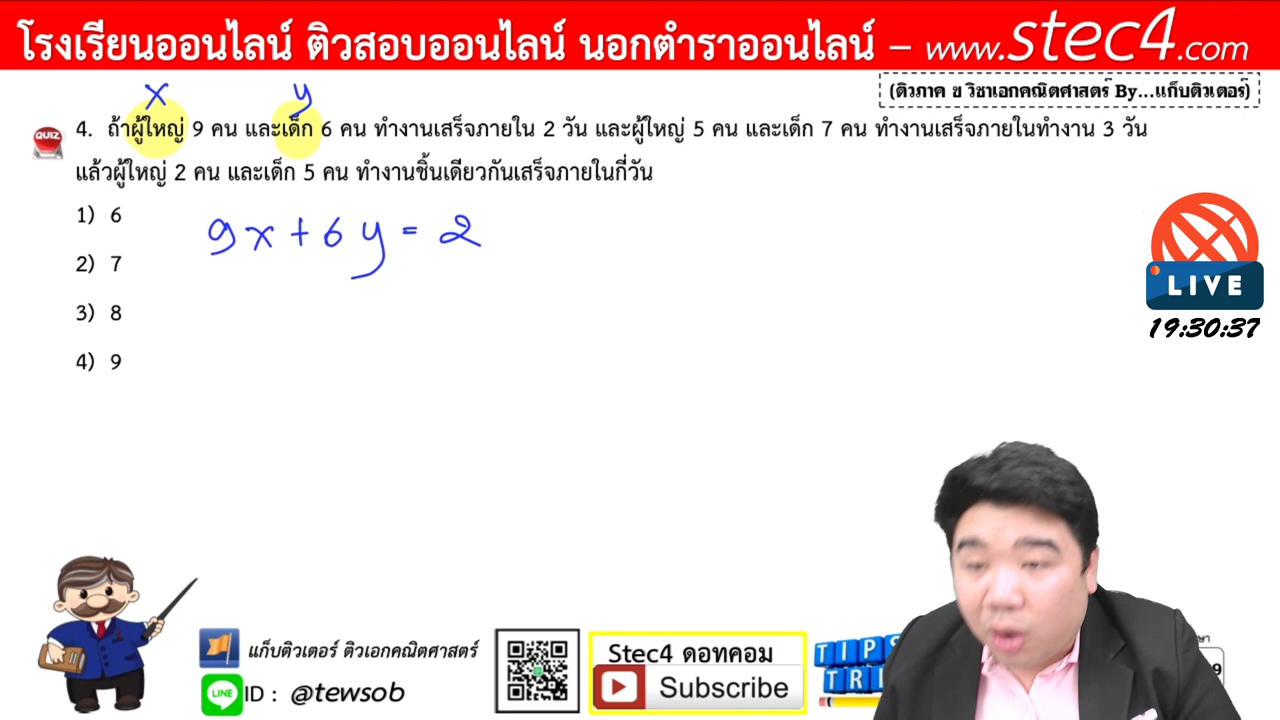 โรงเรียนออนไลน์ ติวสอบออนไลน์ นอกตำราออนไลน์ – www.stec4.com
(ติวภาค ข วิชาเอกคณิตศาสตร์ By...แก็บติวเตอร์)
x y
QUIZ
4. ถ้าผู้ใหญ่ 9 คน และเด็ก 6 คน ทำงานเสร็จภายใน 2 วัน และผู้ใหญ่ 5 คน และเด็ก 7 คน ทำงานเสร็จภายในทำงาน 3 วัน
แล้วผู้ใหญ่ 2 คน และเด็ก 5 คน ทำงานชิ้นเดียวกันเสร็จภายในกี่วัน
1) 6
9x + 6y = 2
2) 7
3) 8
4) 9
LIVE
19:30:37
แก็บติวเตอร์ ติวเอกคณิตศาสตร์
LINE ID : @tewsob
Stec4 ดอทคอม
Subscribe
TIPS
TRI
9